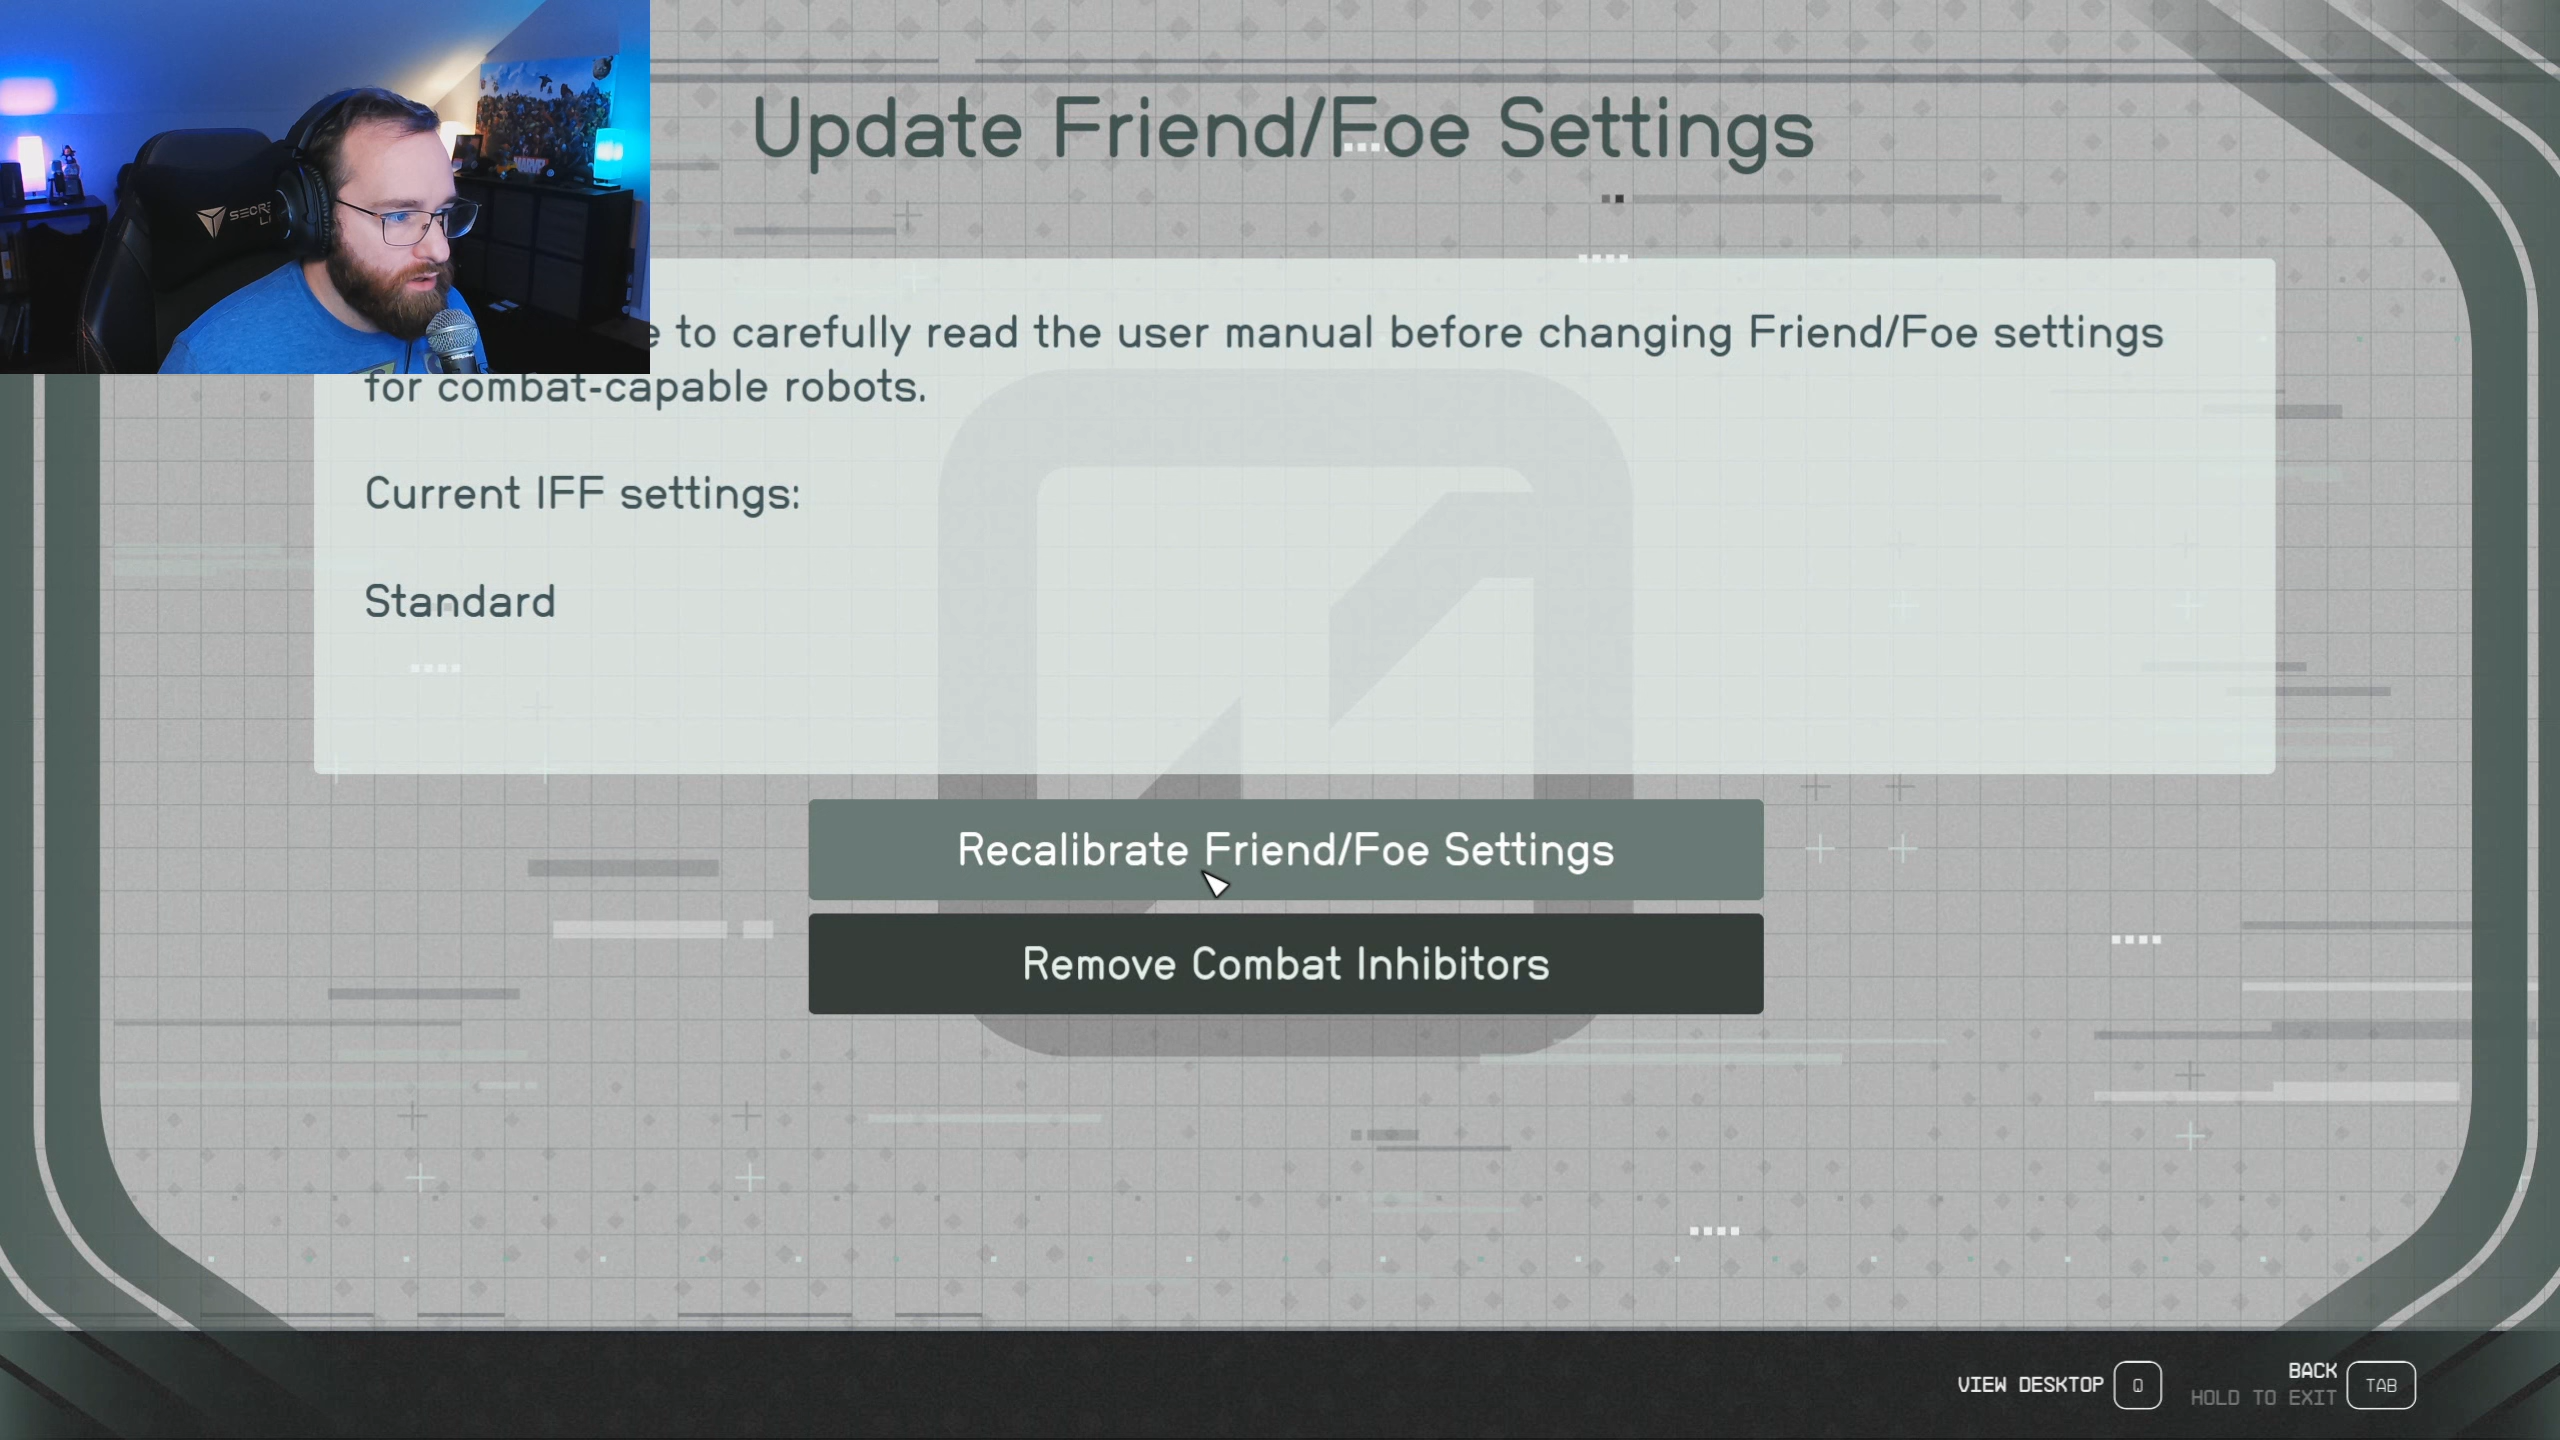 Update Friend/Foe Settings
to carefully read the user manual before changing Friend/Foe settings
for combat-capable robots.
Current IFF settings:
Standard
Recalibrate Friend/Foe Settings
Remove Combat Inhibitors
VIEW DESKTOP Q
BACK
HOLD TO EXIT TAB